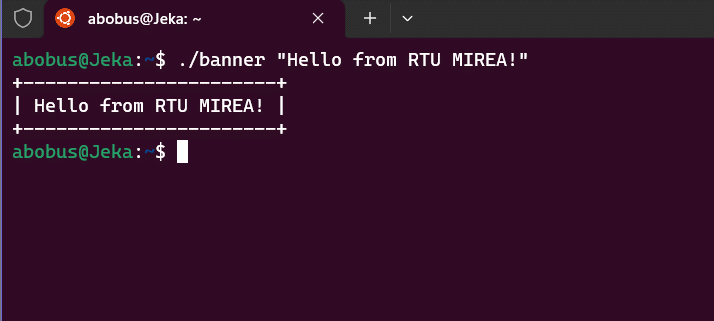 abobus@Jeka: ~
abobus@Jeka:~$ ./banner "Hello from RTU MIREA!"
+-----------------------+
| Hello from RTU MIREA! |
+-----------------------+
abobus@Jeka:~$